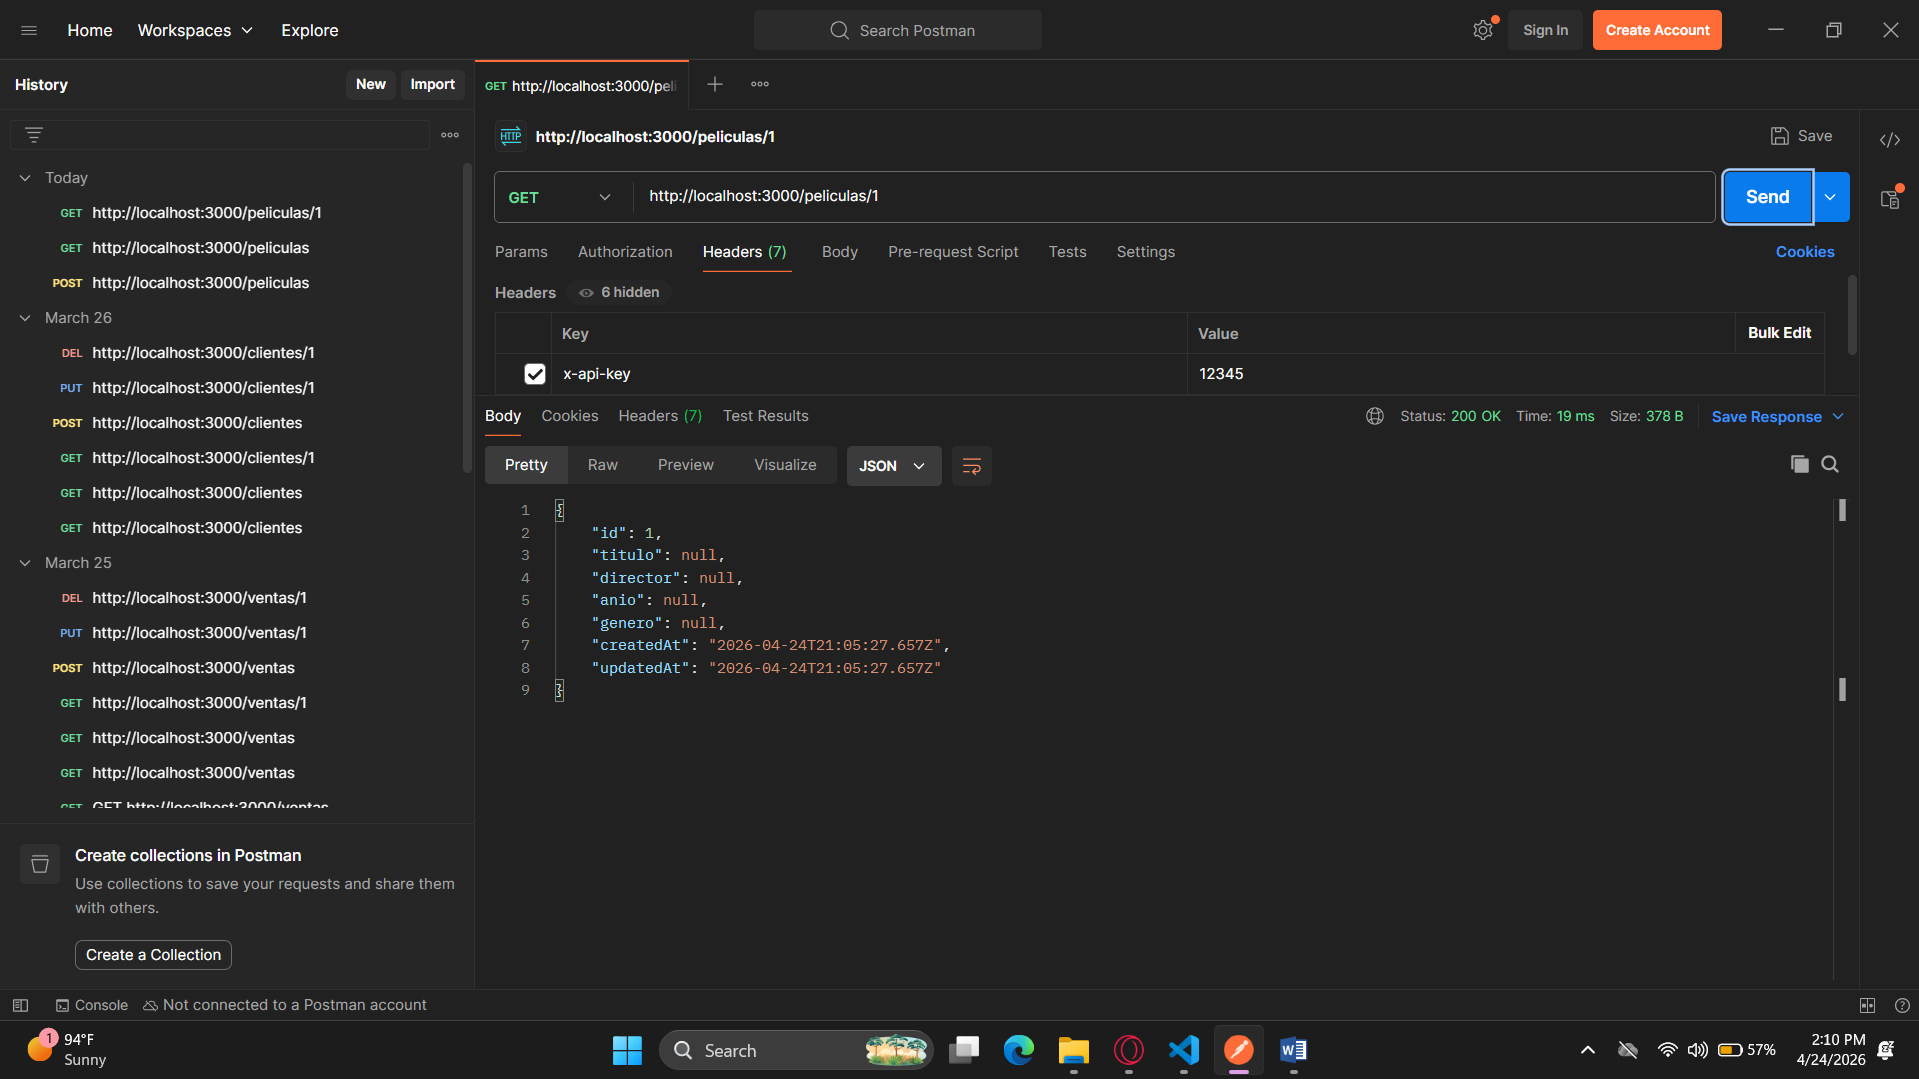 Home Workspaces Explore Search Postman Sign In Create Account
History New Import GET http://localhost:3000/peli
HTTP http://localhost:3000/peliculas/1 Save
Today
GET http://localhost:3000/peliculas/1
GET http://localhost:3000/peliculas
POST http://localhost:3000/peliculas
March 26
DEL http://localhost:3000/clientes/1
PUT http://localhost:3000/clientes/1
POST http://localhost:3000/clientes
GET http://localhost:3000/clientes/1
GET http://localhost:3000/clientes
GET http://localhost:3000/clientes
March 25
DEL http://localhost:3000/ventas/1
PUT http://localhost:3000/ventas/1
POST http://localhost:3000/ventas
GET http://localhost:3000/ventas/1
GET http://localhost:3000/ventas
GET http://localhost:3000/ventas
GET GET http://localhost:3000/ventas
Create collections in Postman
Use collections to save your requests and share them
with others.
Create a Collection
GET http://localhost:3000/peliculas/1 Send
Params Authorization Headers (7) Body Pre-request Script Tests Settings Cookies
Headers 6 hidden
Key Value Bulk Edit
x-api-key 12345
Body Cookies Headers (7) Test Results Status: 200 OK Time: 19 ms Size: 378 B Save Response
Pretty Raw Preview Visualize JSON
1 {
2 "id": 1,
3 "titulo": null,
4 "director": null,
5 "anio": null,
6 "genero": null,
7 "createdAt": "2026-04-24T21:05:27.657Z",
8 "updatedAt": "2026-04-24T21:05:27.657Z"
9 }
Console Not connected to a Postman account
1 94°F
Sunny
Search
57%
2:10 PM
4/24/2026